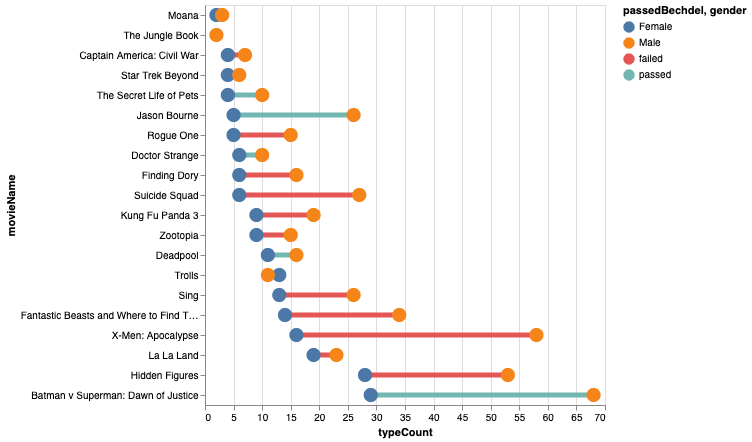 passedBechdel, gender
Female
Male
failed
passed
movieName
Moana
The Jungle Book
Captain America: Civil War
Star Trek Beyond
The Secret Life of Pets
Jason Bourne
Rogue One
Doctor Strange
Finding Dory
Suicide Squad
Kung Fu Panda 3
Zootopia
Deadpool
Trolls
Sing
Fantastic Beasts and Where to Find T…
X-Men: Apocalypse
La La Land
Hidden Figures
Batman v Superman: Dawn of Justice
0 5 10 15 20 25 30 35 40 45 50 55 60 65 70
typeCount